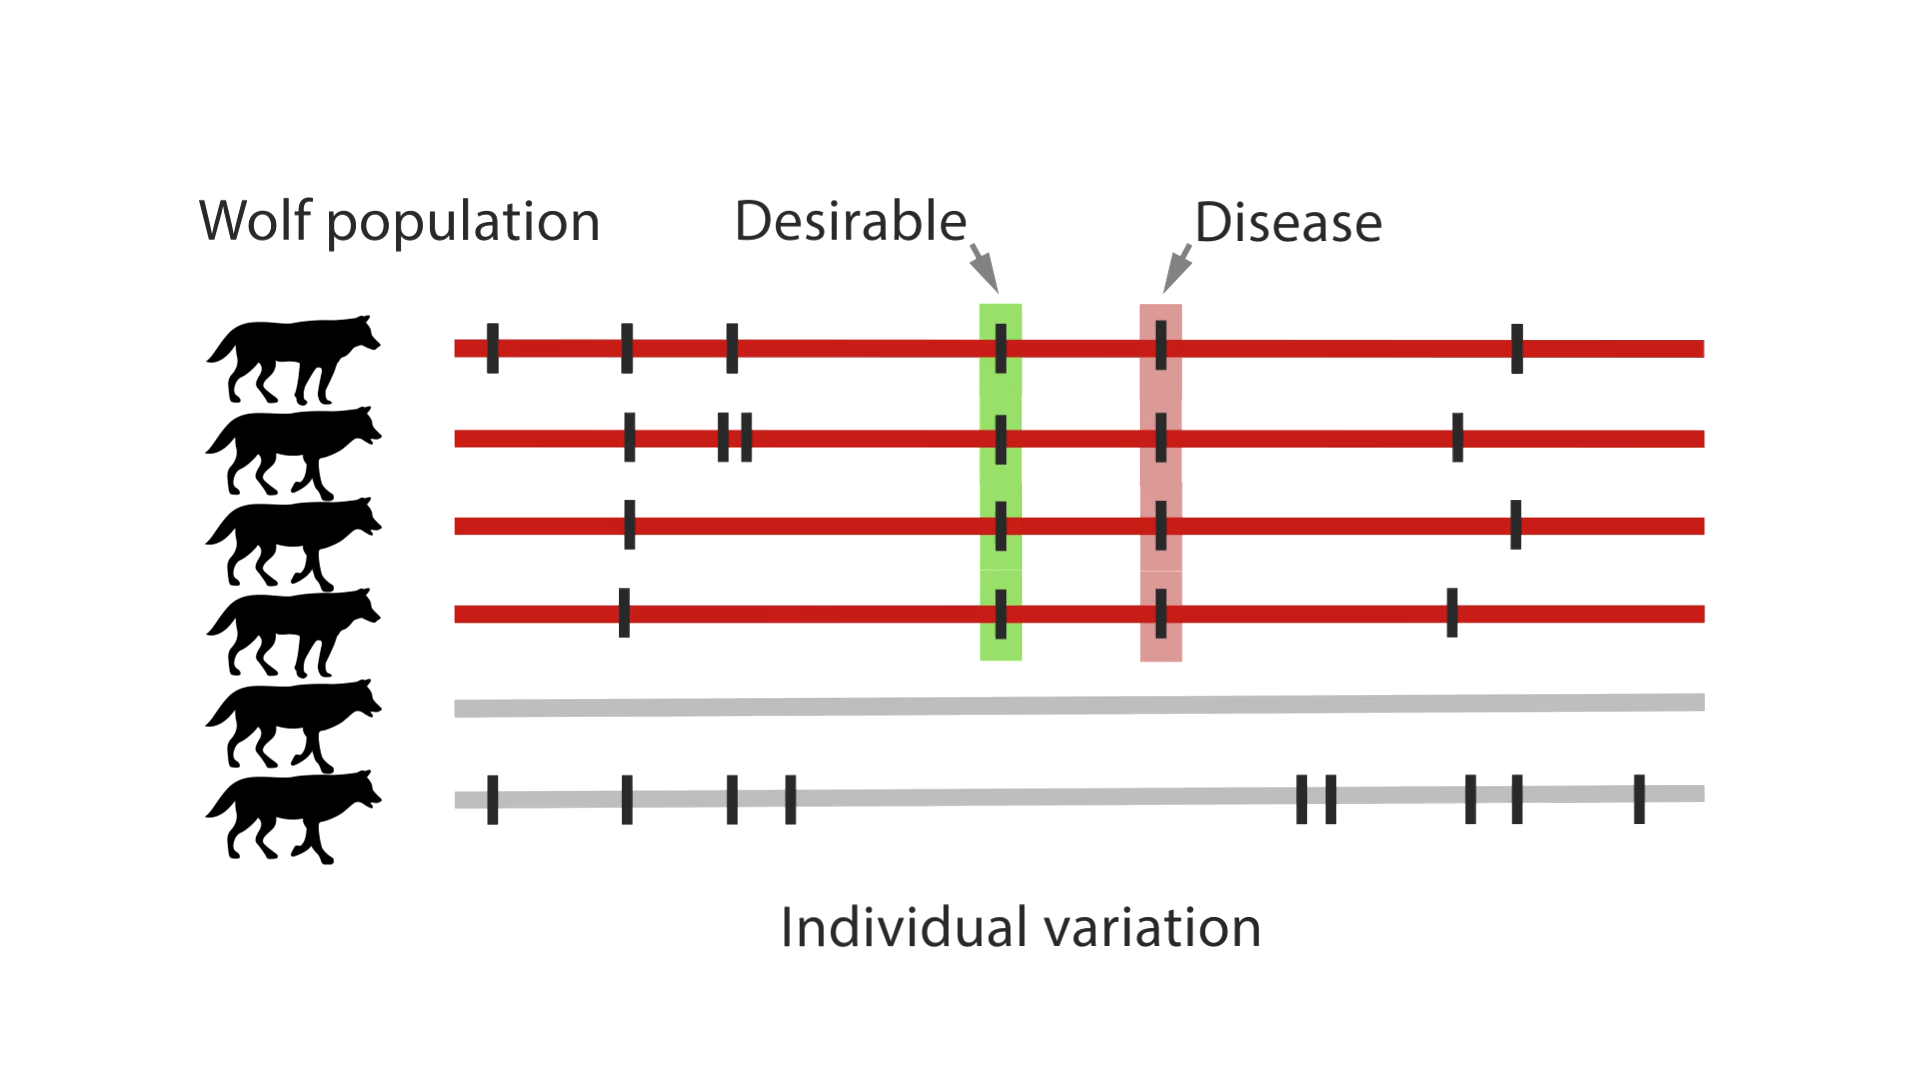 Wolf population
Desirable
Disease
Individual variation